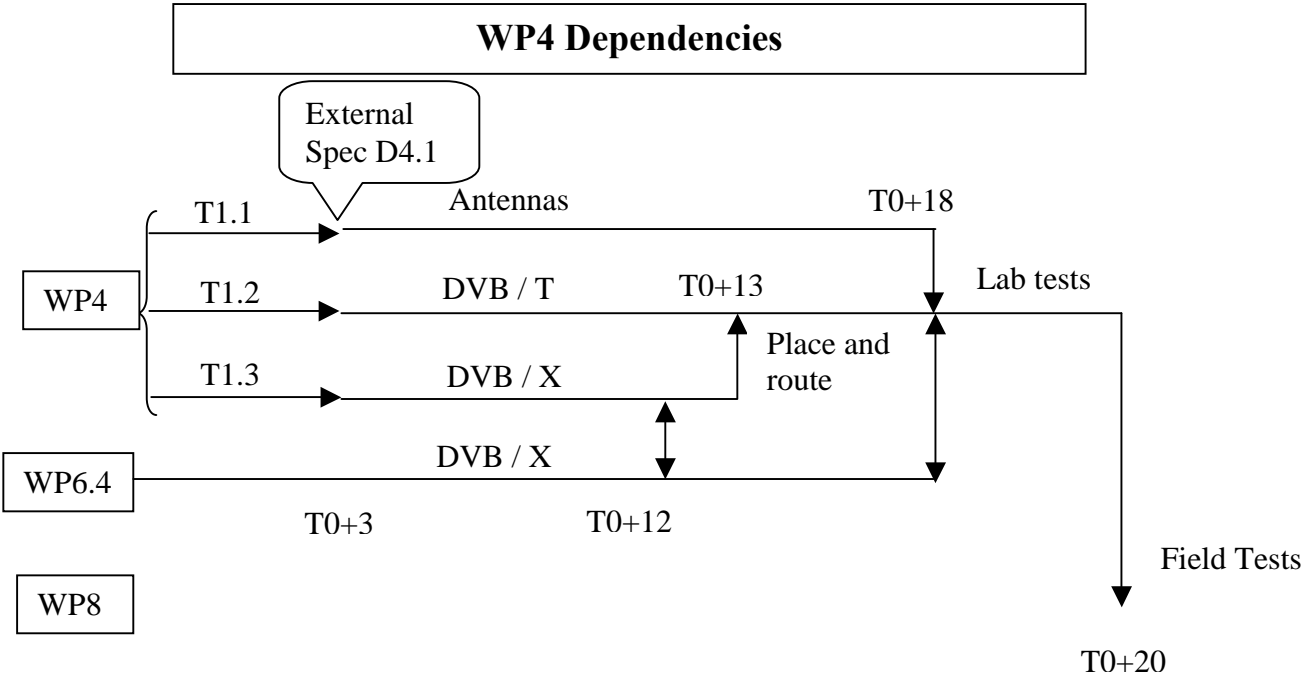 WP4 Dependencies
External
Spec D4.1
T1.1
Antennas
T0+18
WP4
T1.2
DVB / T
T0+13
Lab tests
Place and
route
T1.3
DVB / X
WP6.4
DVB / X
T0+3
T0+12
Field Tests
WP8
T0+20